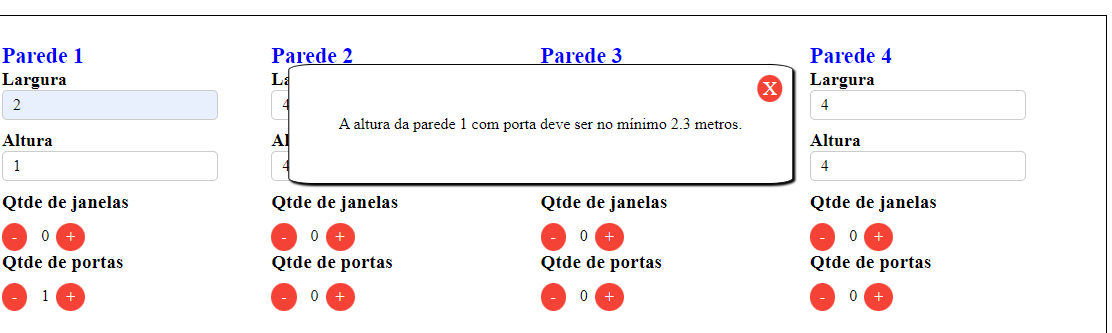 Parede 1 Parede 2 Parede 3 Parede 4
Largura La Largura
2 4 4
X
A altura da parede 1 com porta deve ser no mínimo 2.3 metros.
Altura Al Altura
1 4 4
Qtde de janelas Qtde de janelas Qtde de janelas Qtde de janelas
- 0 + - 0 + - 0 + - 0 +
Qtde de portas Qtde de portas Qtde de portas Qtde de portas
- 1 + - 0 + - 0 + - 0 +